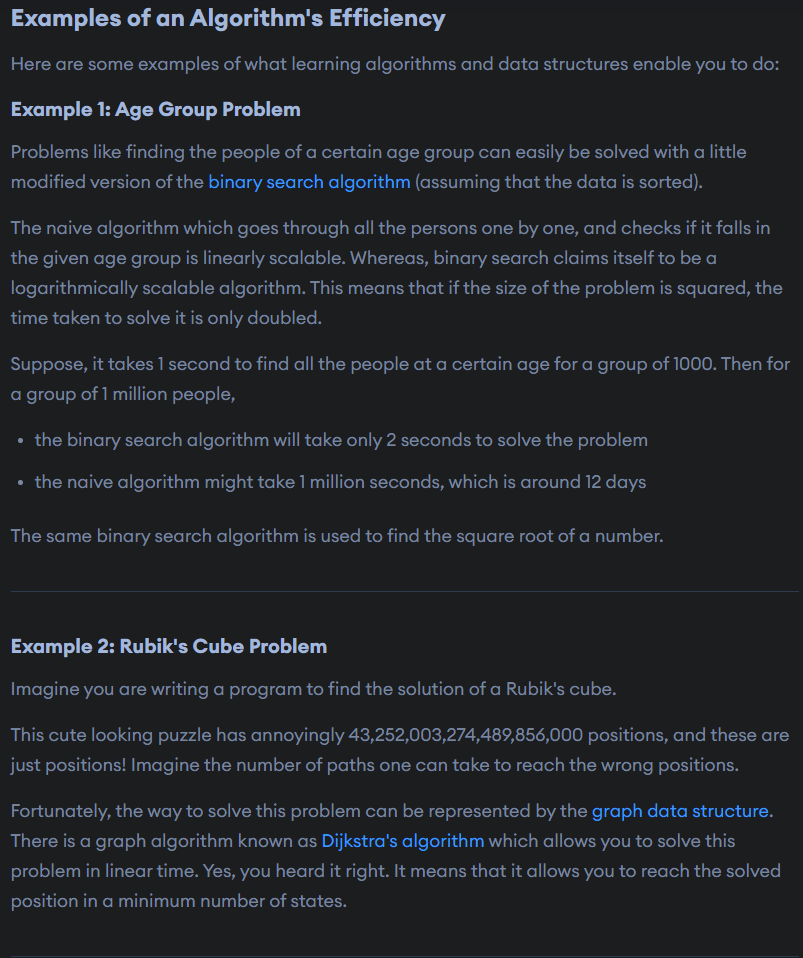 Examples of an Algorithm's Efficiency
Here are some examples of what learning algorithms and data structures enable you to do:
Example 1: Age Group Problem
Problems like finding the people of a certain age group can easily be solved with a little
modified version of the binary search algorithm (assuming that the data is sorted).
The naive algorithm which goes through all the persons one by one, and checks if it falls in
the given age group is linearly scalable. Whereas, binary search claims itself to be a
logarithmically scalable algorithm. This means that if the size of the problem is squared, the
time taken to solve it is only doubled.
Suppose, it takes 1 second to find all the people at a certain age for a group of 1000. Then for
a group of 1 million people,
• the binary search algorithm will take only 2 seconds to solve the problem
• the naive algorithm might take 1 million seconds, which is around 12 days
The same binary search algorithm is used to find the square root of a number.
Example 2: Rubik's Cube Problem
Imagine you are writing a program to find the solution of a Rubik's cube.
This cute looking puzzle has annoyingly 43,252,003,274,489,856,000 positions, and these are
just positions! Imagine the number of paths one can take to reach the wrong positions.
Fortunately, the way to solve this problem can be represented by the graph data structure.
There is a graph algorithm known as Dijkstra's algorithm which allows you to solve this
problem in linear time. Yes, you heard it right. It means that it allows you to reach the solved
position in a minimum number of states.